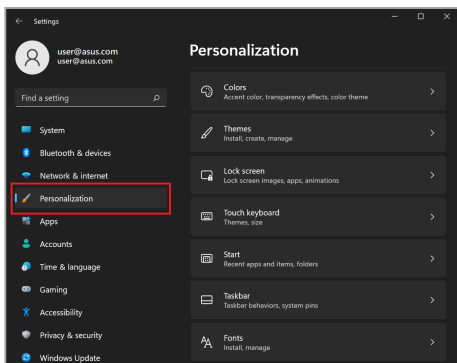 Settings
user@asus.com
user@asus.com
Find a setting
System
Bluetooth & devices
Network & internet
Personalization
Apps
Accounts
Time & language
Gaming
Accessibility
Privacy & security
Windows Update
Personalization
Colors
Accent color, transparency effects, color theme
Themes
Install, create, manage
Lock screen
Lock screen images, apps, animations
Touch keyboard
Themes, size
Start
Recent apps and items, folders
Taskbar
Taskbar behaviors, system pins
Fonts
Install, manage